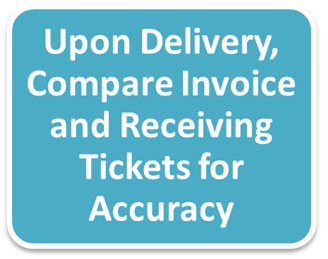 Upon Delivery,
Compare Invoice
and Receiving
Tickets for
Accuracy